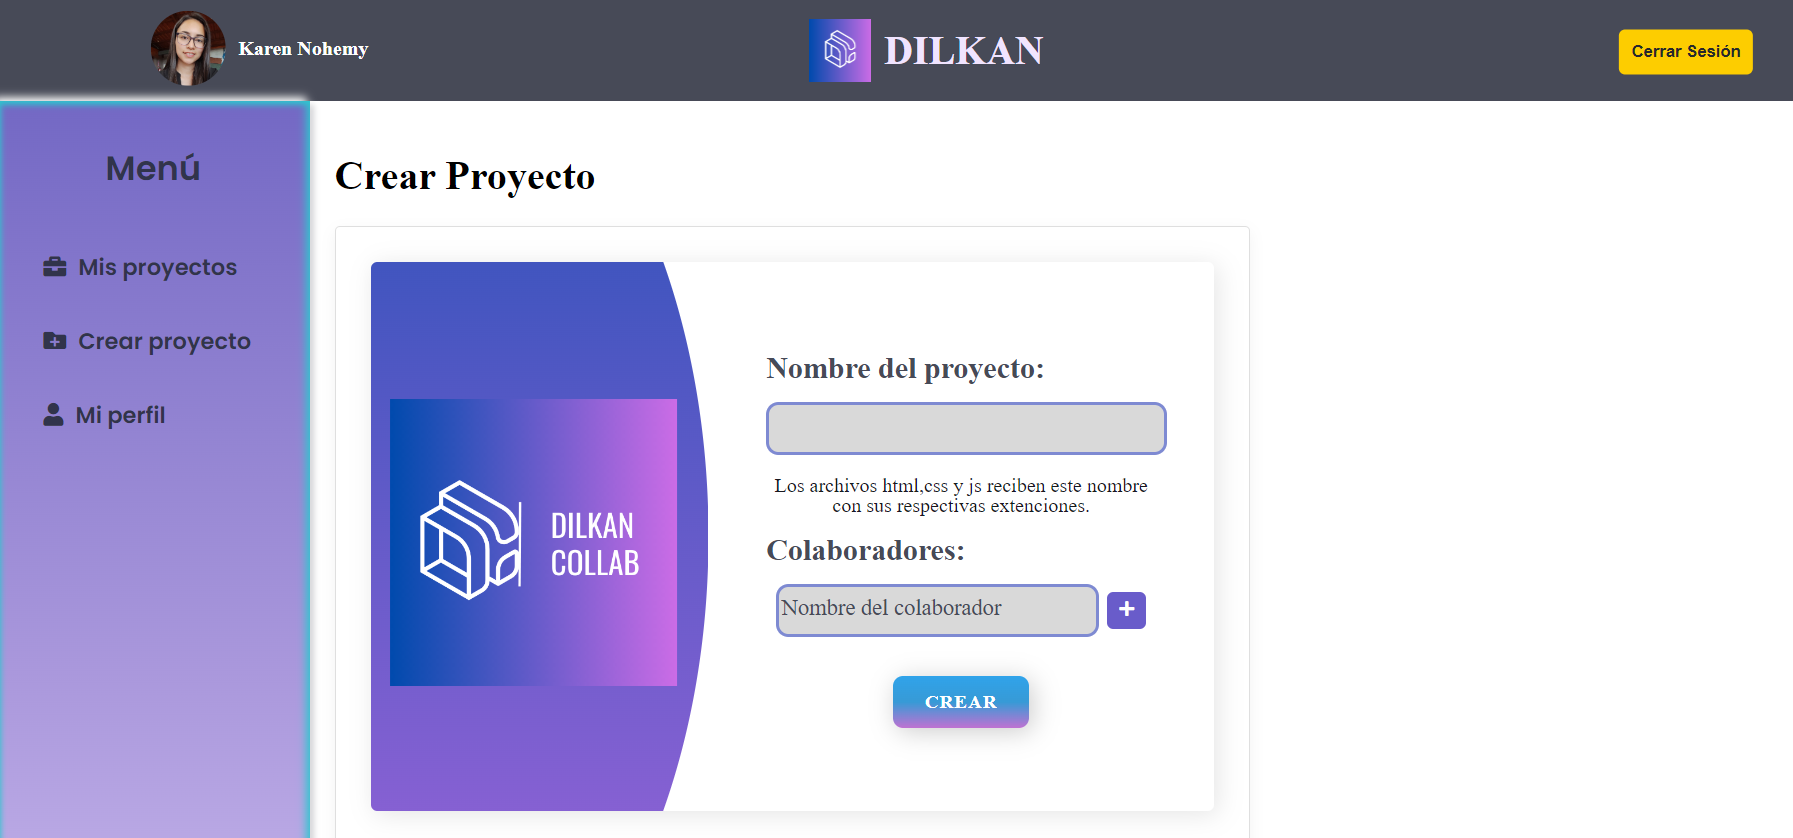 Karen Nohemy
DILKAN
Cerrar Sesión
Menú
Mis proyectos
Crear proyecto
Mi perfil
Crear Proyecto
DILKAN
COLLAB
Nombre del proyecto:
Los archivos html,css y js reciben este nombre
con sus respectivas extenciones.
Colaboradores:
Nombre del colaborador
+
CREAR